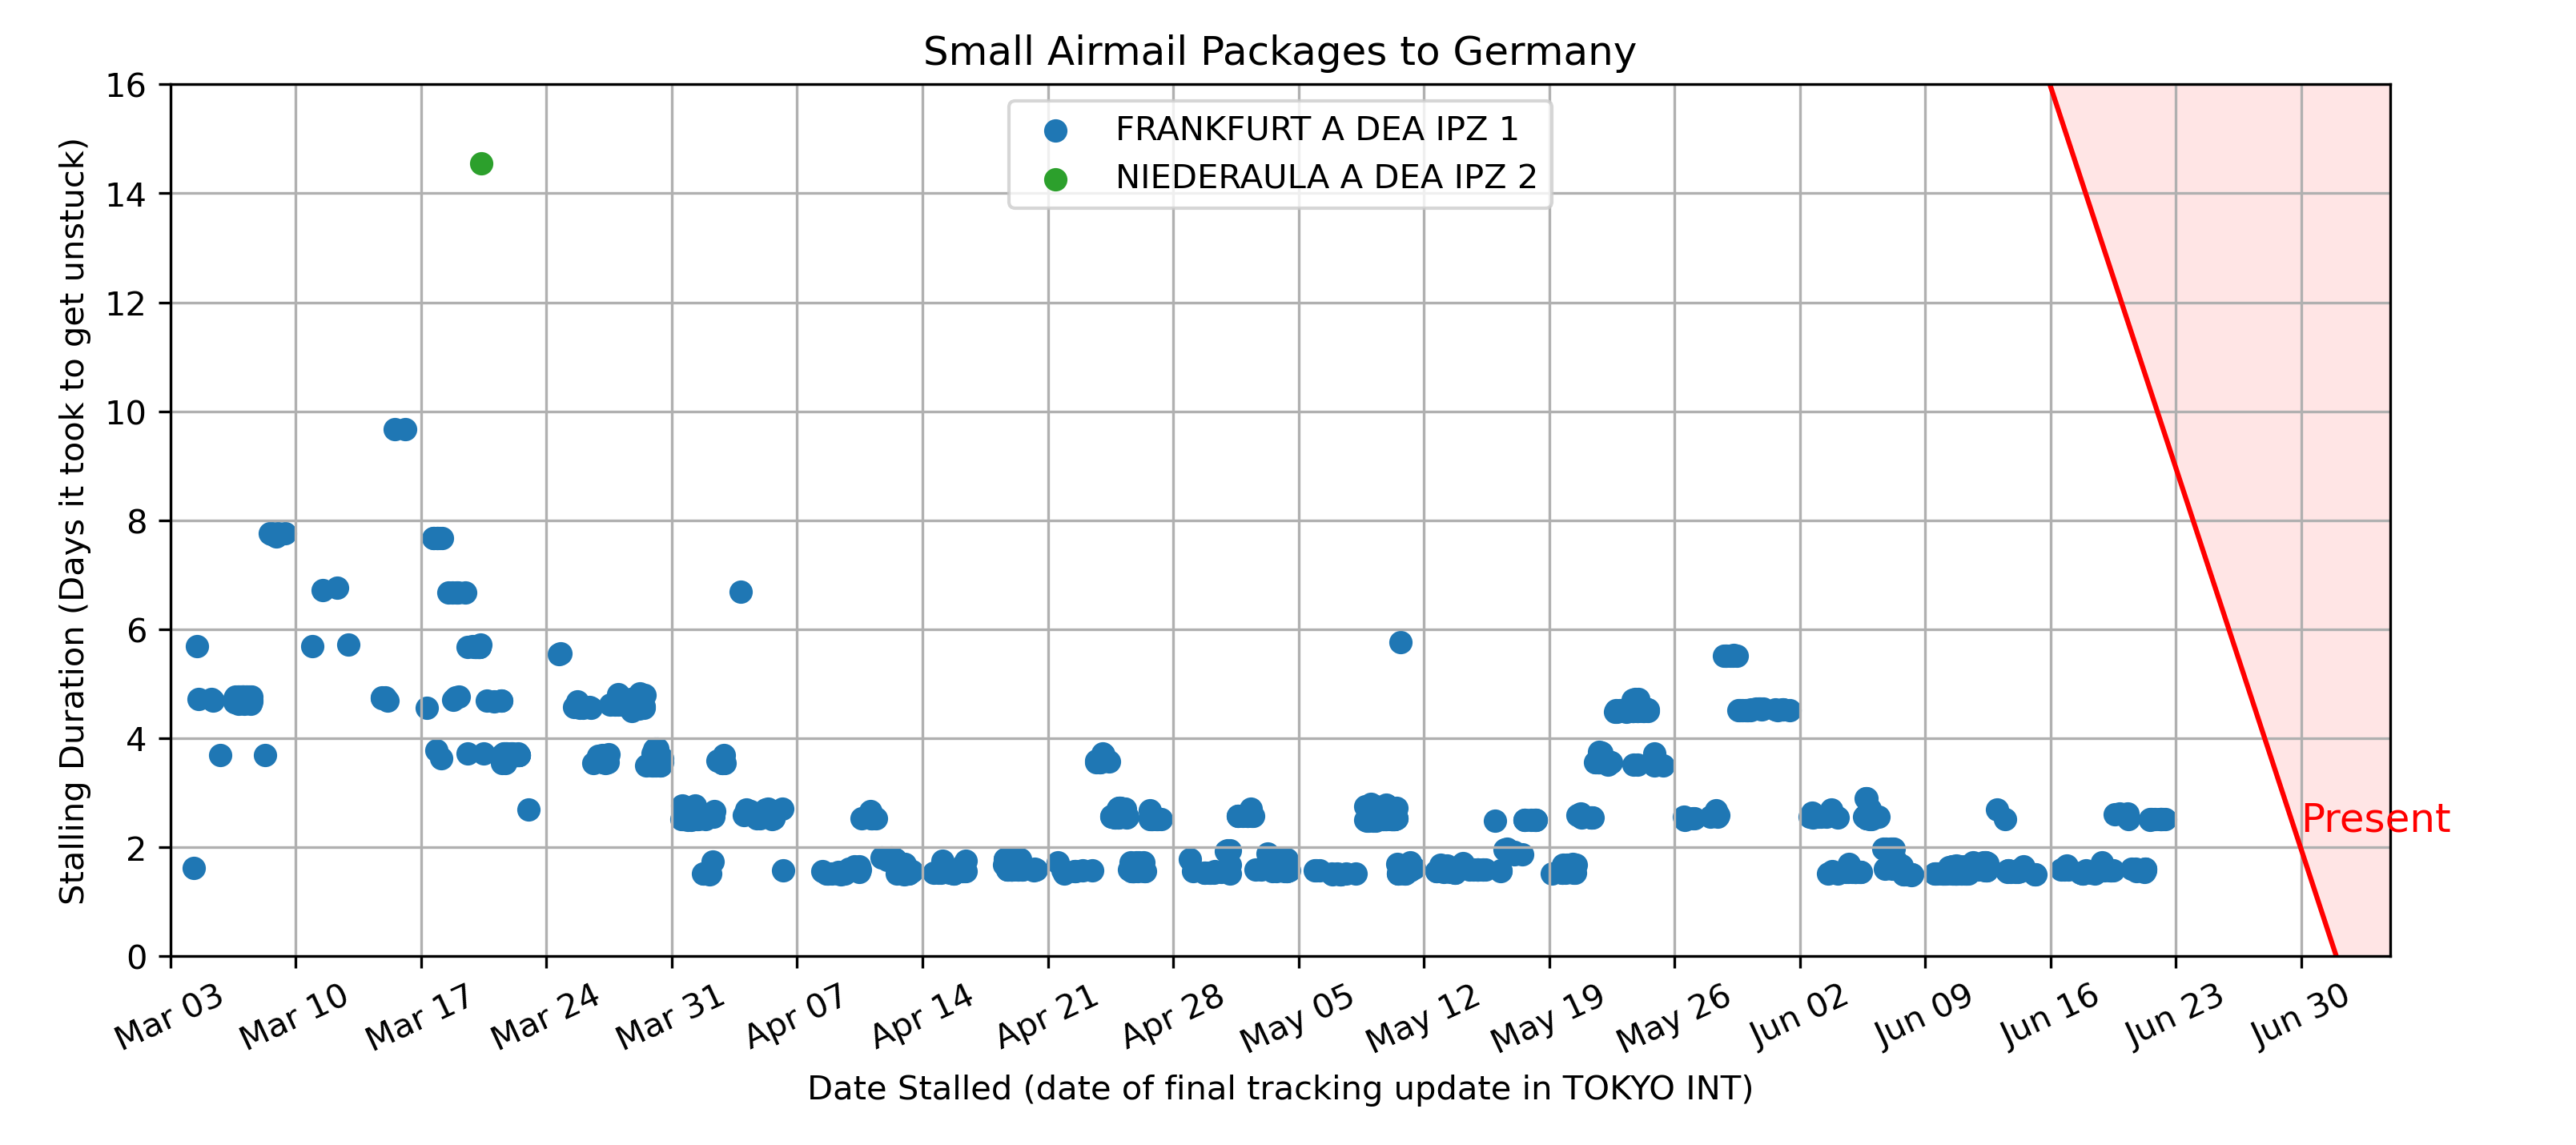 Small Airmail Packages to Germany
FRANKFURT A DEA IPZ 1
NIEDERAULA A DEA IPZ 2
Stalling Duration (Days it took to get unstuck)
16
14
12
10
8
6
4
2
0
Present
Mar 03
Mar 10
Mar 17
Mar 24
Mar 31
Apr 07
Apr 14
Apr 21
Apr 28
May 05
May 12
May 19
May 26
Jun 02
Jun 09
Jun 16
Jun 23
Jun 30
Date Stalled (date of final tracking update in TOKYO INT)